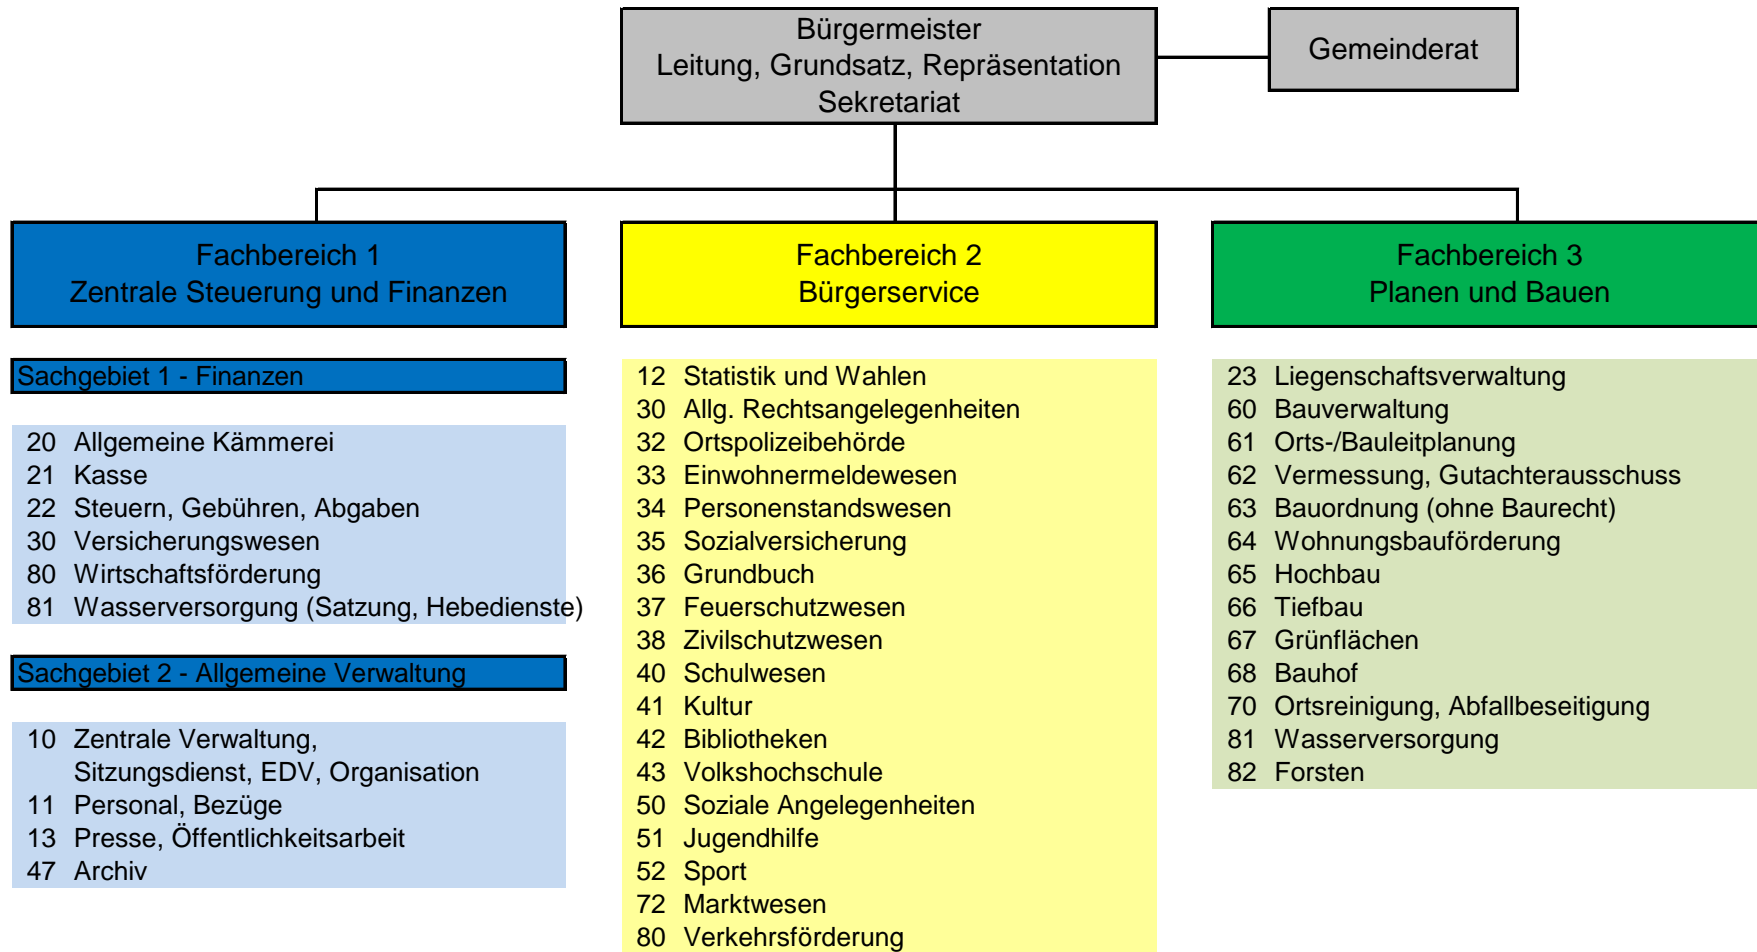 Bürgermeister
Leitung, Grundsatz, Repräsentation
Sekretariat
Gemeinderat
Fachbereich 1
Zentrale Steuerung und Finanzen
Sachgebiet 1 - Finanzen
20 Allgemeine Kämmerei
21 Kasse
22 Steuern, Gebühren, Abgaben
30 Versicherungswesen
80 Wirtschaftsförderung
81 Wasserversorgung (Satzung, Hebedienste)
Sachgebiet 2 - Allgemeine Verwaltung
10 Zentrale Verwaltung,
Sitzungsdienst, EDV, Organisation
11 Personal, Bezüge
13 Presse, Öffentlichkeitsarbeit
47 Archiv
Fachbereich 2
Bürgerservice
12 Statistik und Wahlen
30 Allg. Rechtsangelegenheiten
32 Ortspolizeibehörde
33 Einwohnermeldewesen
34 Personenstandswesen
35 Sozialversicherung
36 Grundbuch
37 Feuerschutzwesen
38 Zivilschutzwesen
40 Schulwesen
41 Kultur
42 Bibliotheken
43 Volkshochschule
50 Soziale Angelegenheiten
51 Jugendhilfe
52 Sport
72 Marktwesen
80 Verkehrsförderung
Fachbereich 3
Planen und Bauen
23 Liegenschaftsverwaltung
60 Bauverwaltung
61 Orts-/Bauleitplanung
62 Vermessung, Gutachterausschuss
63 Bauordnung (ohne Baurecht)
64 Wohnungsbauförderung
65 Hochbau
66 Tiefbau
67 Grünflächen
68 Bauhof
70 Ortsreinigung, Abfallbeseitigung
81 Wasserversorgung
82 Forsten